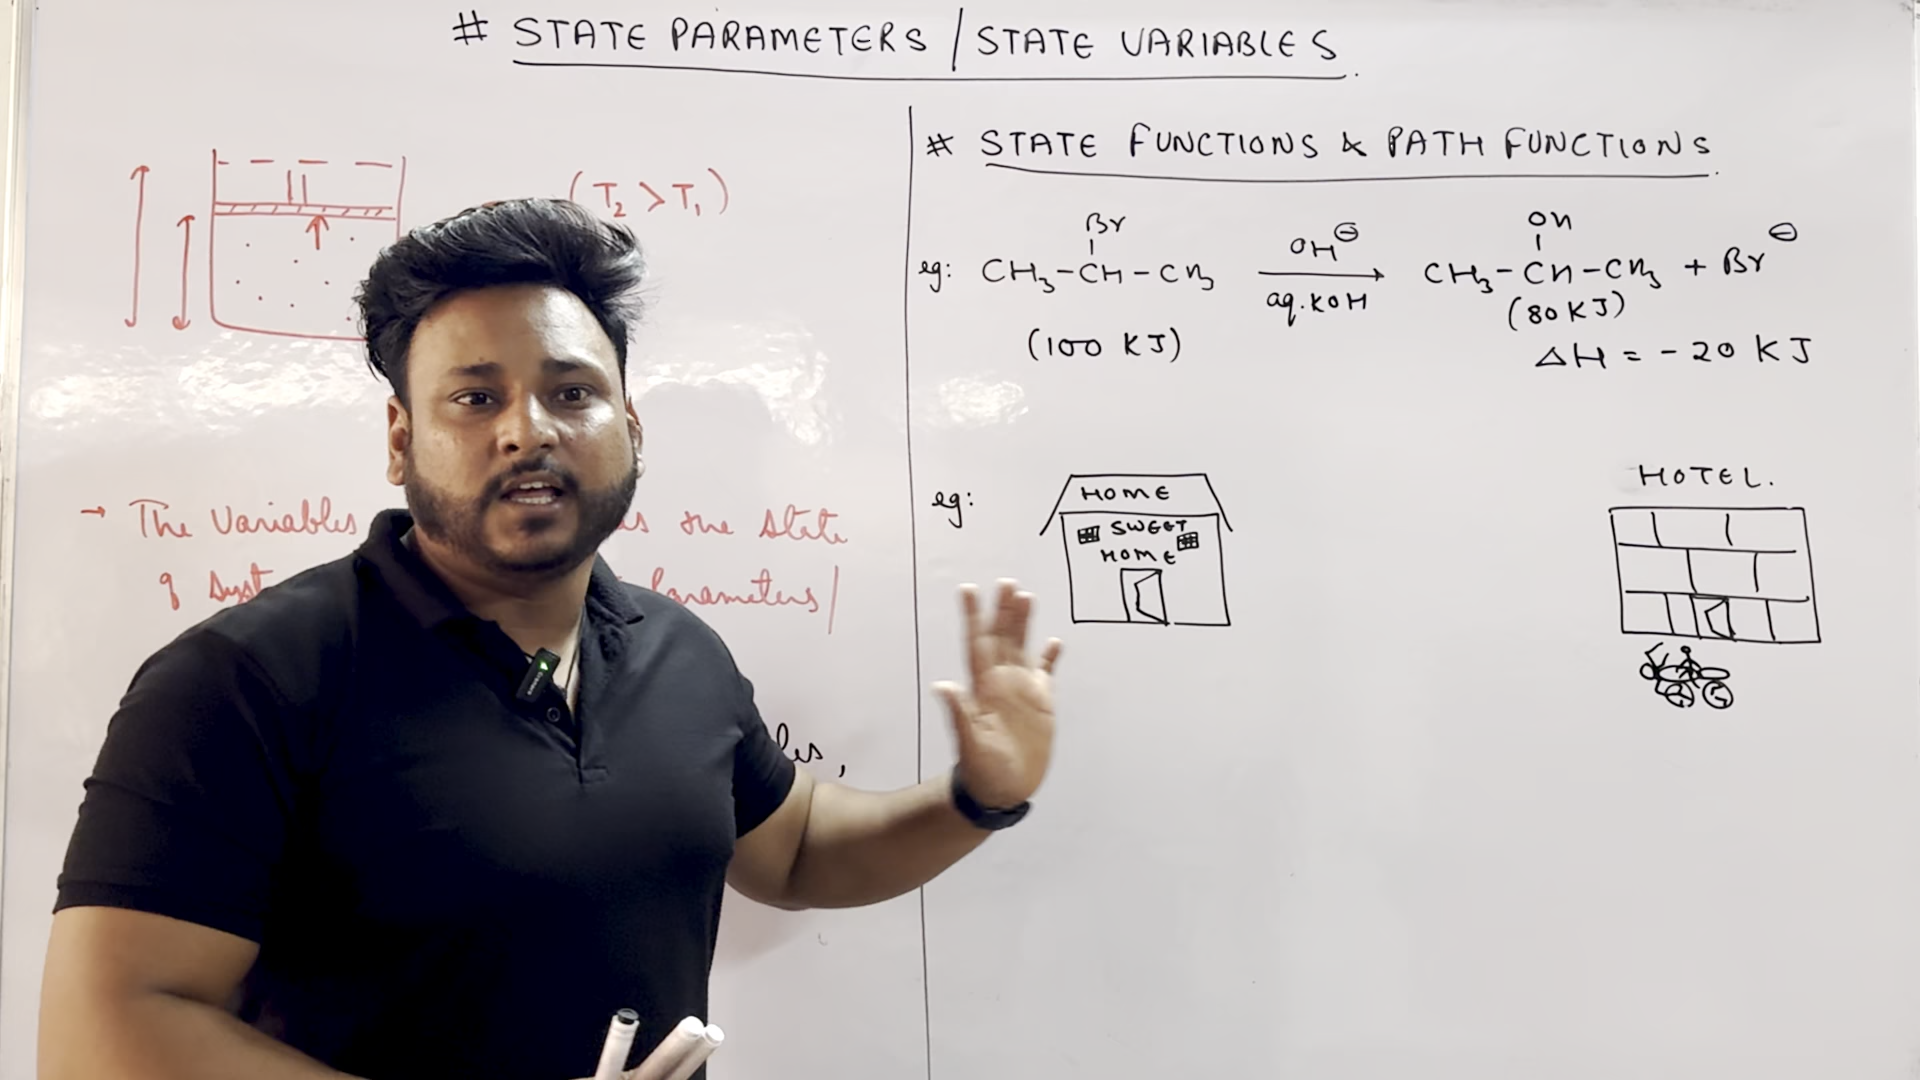 # STATE PARAMETERS / STATE VARIABLES
(T₂ > T₁)
→ The Variables the state
of parameters/
,
# STATE FUNCTIONS & PATH FUNCTIONS
Br OH
eg: CH₃-CH-CH₃ OH⊖ aq. KOH → CH₃-CH-CH₃ + Br⊖
(100 KJ) (80 KJ)
ΔH = -20 KJ
eg:
HOME
SWEET
HOME
HOTEL.